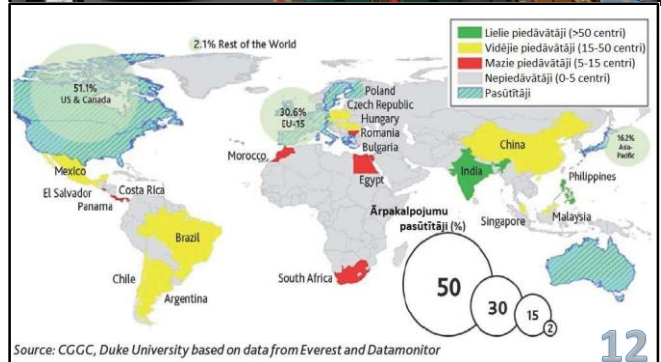 2.1% Rest of the World
51.1%
US & Canada
30.6%
EU-15
16.2%
Asia-
Pacific
Lielie piedāvātāji (>50 centri)
Vidējie piedāvātāji (15-50 centri)
Mazie piedāvātāji (5-15 centri)
Nepiedāvātāji (0-5 centri)
Pasūtītāji
Poland
Czech Republic
Hungary
Romania
Bulgaria
Morocco
Egypt
South Africa
Mexico
El Salvador
Costa Rica
Panama
Brazil
Chile
Argentina
China
India
Philippines
Singapore
Malaysia
Ārpakalpojumu
pasūtītāji (%)
50
30
15
2
Source: CGGC, Duke University based on data from Everest and Datamonitor
12